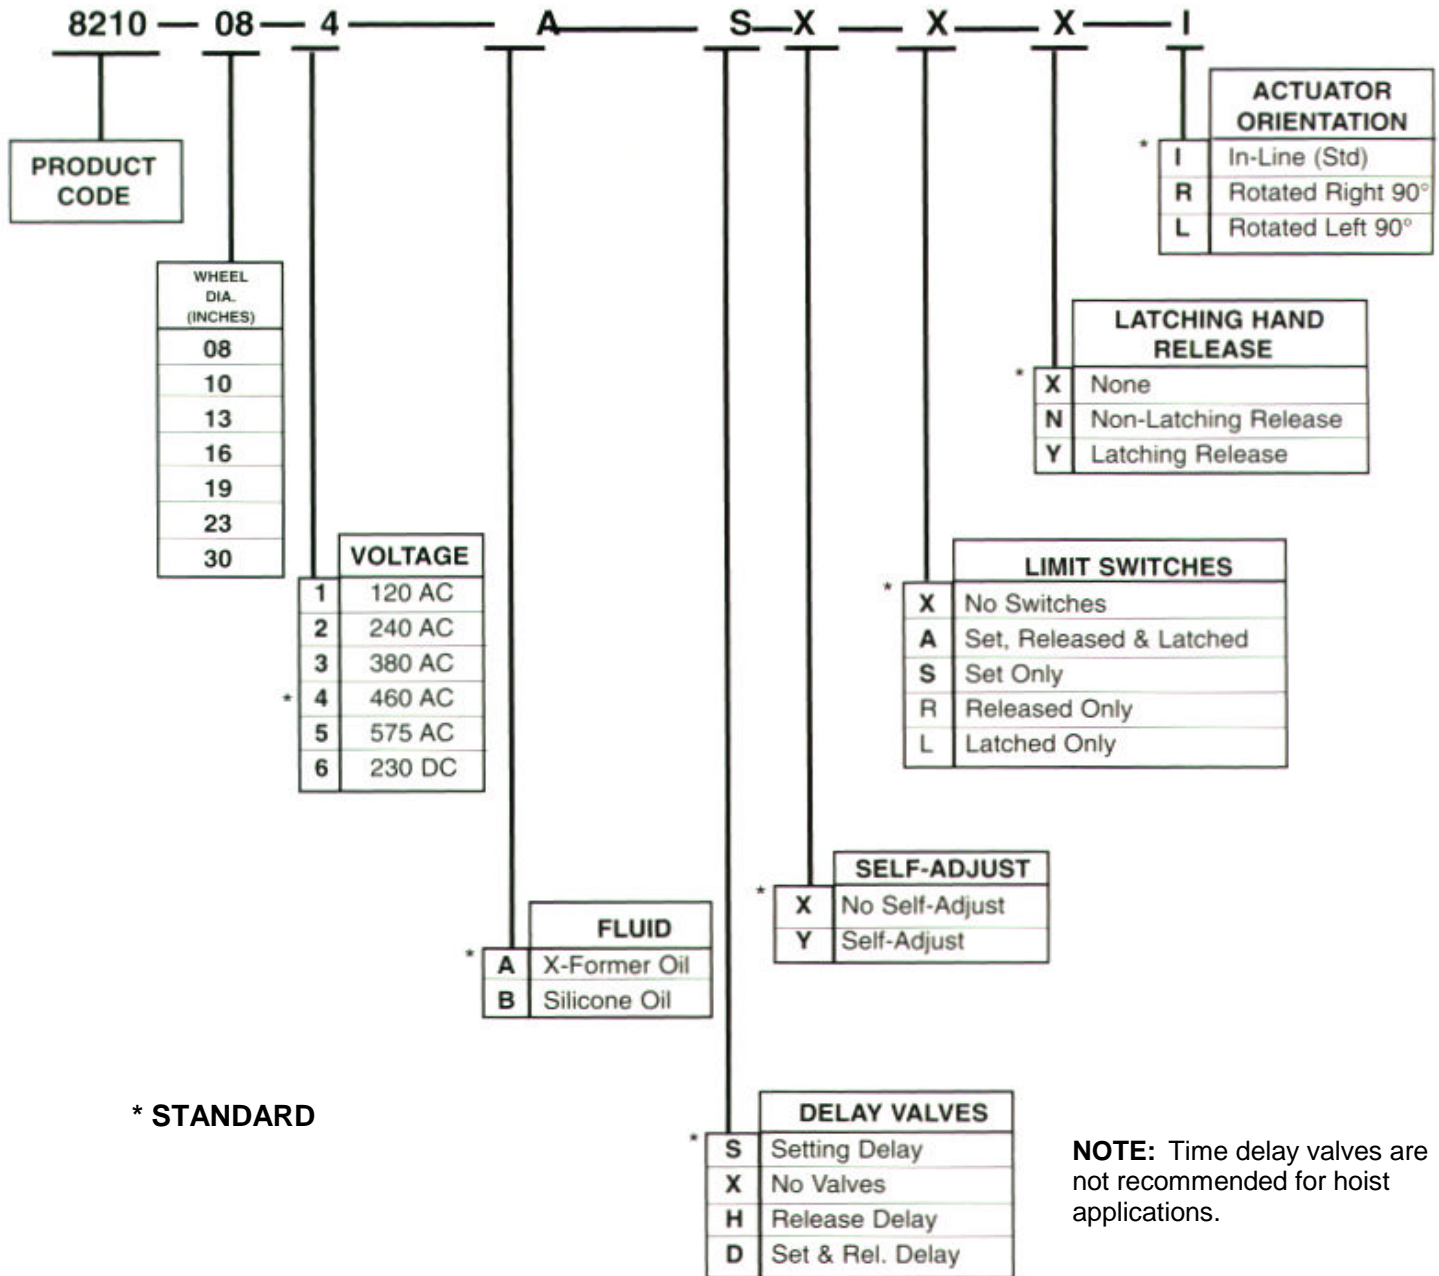 8210 — 08 — 4 — A — S — X — X — X — I
PRODUCT
CODE
WHEEL
DIA.
(INCHES)
08
10
13
16
19
23
30
VOLTAGE
1 120 AC
2 240 AC
3 380 AC
* 4 460 AC
5 575 AC
6 230 DC
FLUID
* A X-Former Oil
B Silicone Oil
DELAY VALVES
* S Setting Delay
X No Valves
H Release Delay
D Set & Rel. Delay
SELF-ADJUST
* X No Self-Adjust
Y Self-Adjust
LIMIT SWITCHES
* X No Switches
A Set, Released & Latched
S Set Only
R Released Only
L Latched Only
LATCHING HAND
RELEASE
* X None
N Non-Latching Release
Y Latching Release
ACTUATOR
ORIENTATION
* I In-Line (Std)
R Rotated Right 90°
L Rotated Left 90°
* STANDARD
NOTE: Time delay valves are
not recommended for hoist
applications.